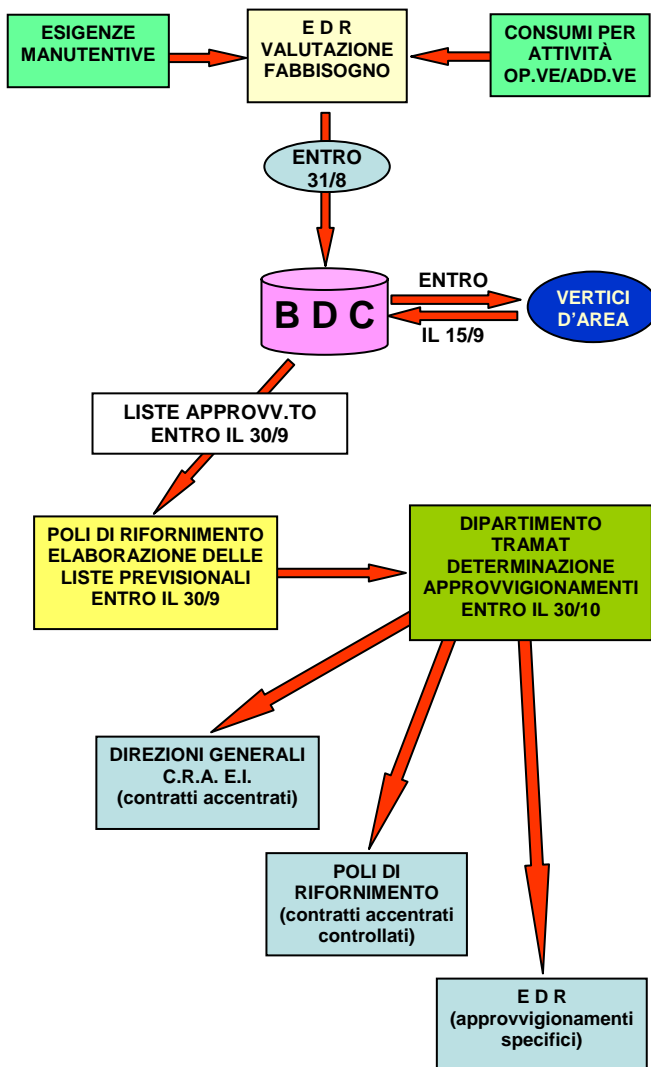 ESIGENZE
MANUTENTIVE
E D R
VALUTAZIONE
FABBISOGNO
CONSUMI PER
ATTIVITÀ
OP.VE/ADD.VE
ENTRO
31/8
B D C
ENTRO
IL 15/9
VERTICI
D'AREA
LISTE APPROVV.TO
ENTRO IL 30/9
POLI DI RIFORNIMENTO
ELABORAZIONE DELLE
LISTE PREVISIONALI
ENTRO IL 30/9
DIPARTIMENTO
TRAMAT
DETERMINAZIONE
APPROVVIGIONAMENTI
ENTRO IL 30/10
DIREZIONI GENERALI
C.R.A. E.I.
(contratti accentrati)
POLI DI
RIFORNIMENTO
(contratti accentrati
controllati)
E D R
(approvvigionamenti
specifici)